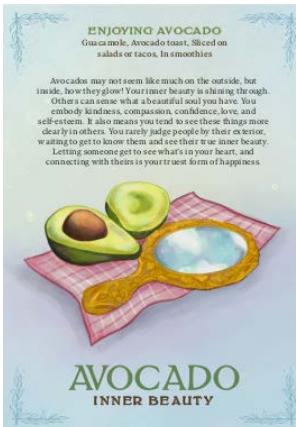 ENJOYING AVOCADO
Guacamole, Avocado toast, Sliced on
salads or tacos, In smoothies
Avocados may not seem like much on the outside, but
inside, how they glow! Your inner beauty is shining through.
Others can sense what a beautiful soul you have. You
embody kindness, compassion, confidence, love, and
self-esteem. It also means you tend to see these things more
clearly in others. You rarely judge people by their exterior,
waiting to get to know them and see their true inner beauty.
Letting someone get to see what's in your heart, and
connecting with theirs is your truest form of happiness.
AVOCADO
INNER BEAUTY